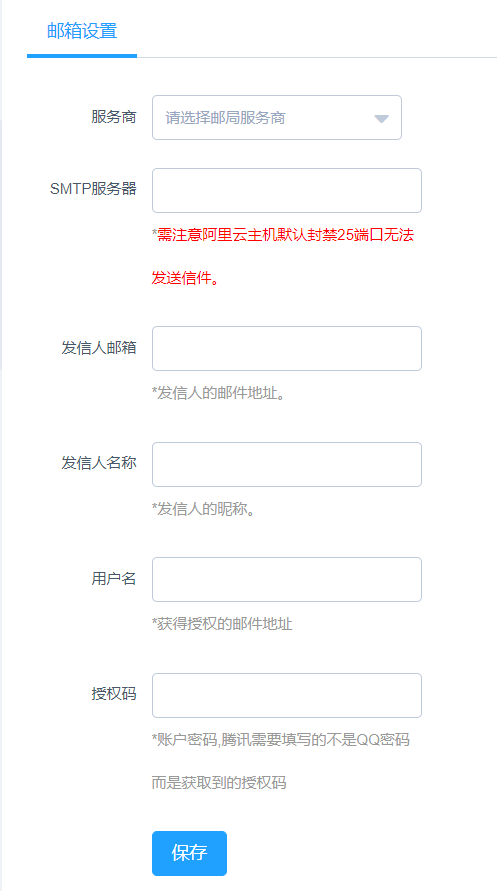 邮箱设置
服务商
请选择邮局服务商
SMTP服务器
*需注意阿里云主机默认封禁25端口无法
发送信件。
发信人邮箱
*发信人的邮件地址。
发信人名称
*发信人的昵称。
用户名
*获得授权的邮件地址
授权码
*账户密码,腾讯需要填写的不是QQ密码
而是获取到的授权码
保存